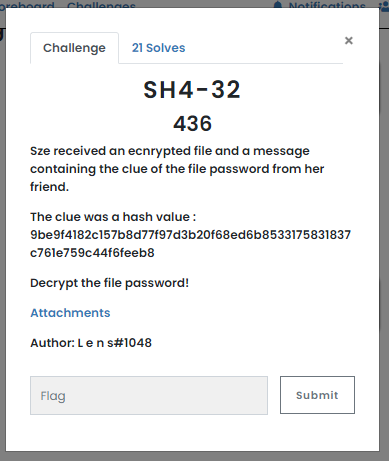 oreboard Challenges Notifications
Challenge 21 Solves ×
SH4-32
436
Sze received an ecnrypted file and a message
containing the clue of the file password from her
friend.
The clue was a hash value :
9be9f4182c157b8d77f97d3b20f68ed6b8533175831837
c761e759c44f6feeb8
Decrypt the file password!
Attachments
Author: L e n s#1048
Flag Submit